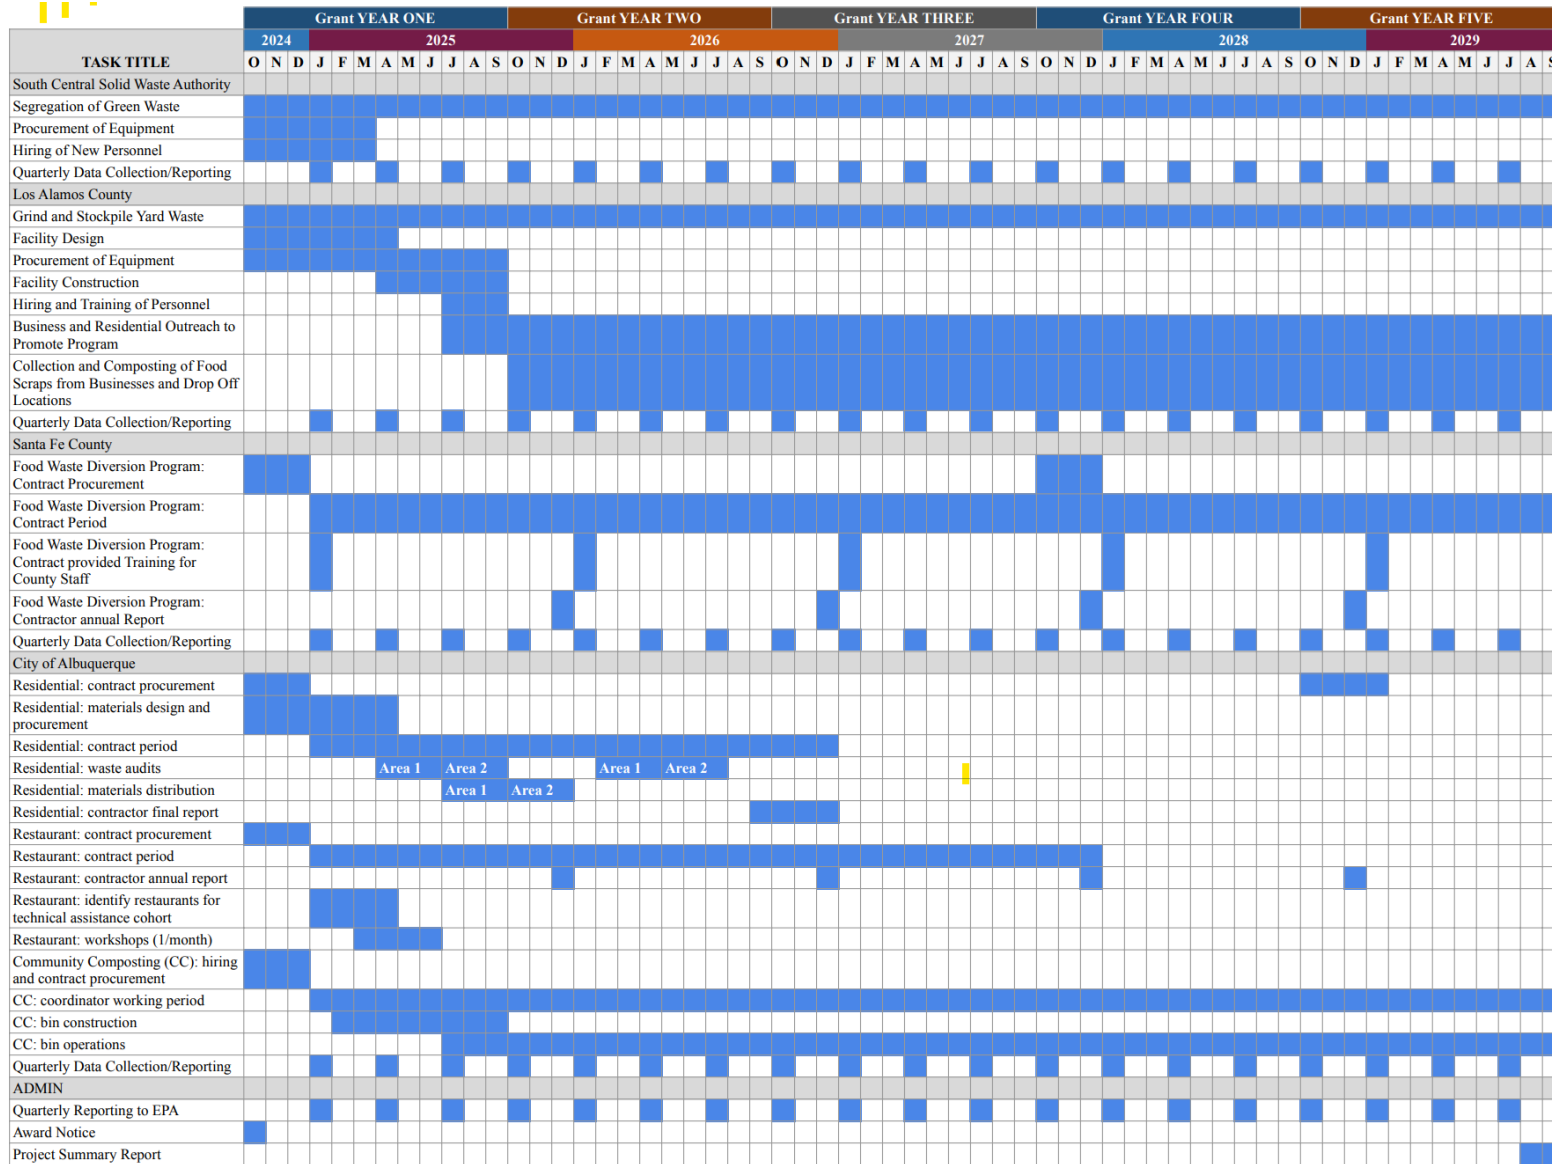 Grant YEAR ONE Grant YEAR TWO Grant YEAR THREE Grant YEAR FOUR Grant YEAR FIVE
2024 2025 2026 2027 2028 2029
TASK TITLE O N D J F M A M J J A S O N D J F M A M J J A S O N D J F M A M J J A S O N D J F M A M J J A S O N D J F M A M J J A S
South Central Solid Waste Authority
Segregation of Green Waste
Procurement of Equipment
Hiring of New Personnel
Quarterly Data Collection/Reporting
Los Alamos County
Grind and Stockpile Yard Waste
Facility Design
Procurement of Equipment
Facility Construction
Hiring and Training of Personnel
Business and Residential Outreach to
Promote Program
Collection and Composting of Food
Scraps from Businesses and Drop Off
Locations
Quarterly Data Collection/Reporting
Santa Fe County
Food Waste Diversion Program:
Contract Procurement
Food Waste Diversion Program:
Contract Period
Food Waste Diversion Program:
Contract provided Training for
County Staff
Food Waste Diversion Program:
Contractor annual Report
Quarterly Data Collection/Reporting
City of Albuquerque
Residential: contract procurement
Residential: materials design and
procurement
Residential: contract period
Residential: waste audits Area 1 Area 2 Area 1 Area 2
Residential: materials distribution Area 1 Area 2
Residential: contractor final report
Restaurant: contract procurement
Restaurant: contract period
Restaurant: contractor annual report
Restaurant: identify restaurants for
technical assistance cohort
Restaurant: workshops (1/month)
Community Composting (CC): hiring
and contract procurement
CC: coordinator working period
CC: bin construction
CC: bin operations
Quarterly Data Collection/Reporting
ADMIN
Quarterly Reporting to EPA
Award Notice
Project Summary Report